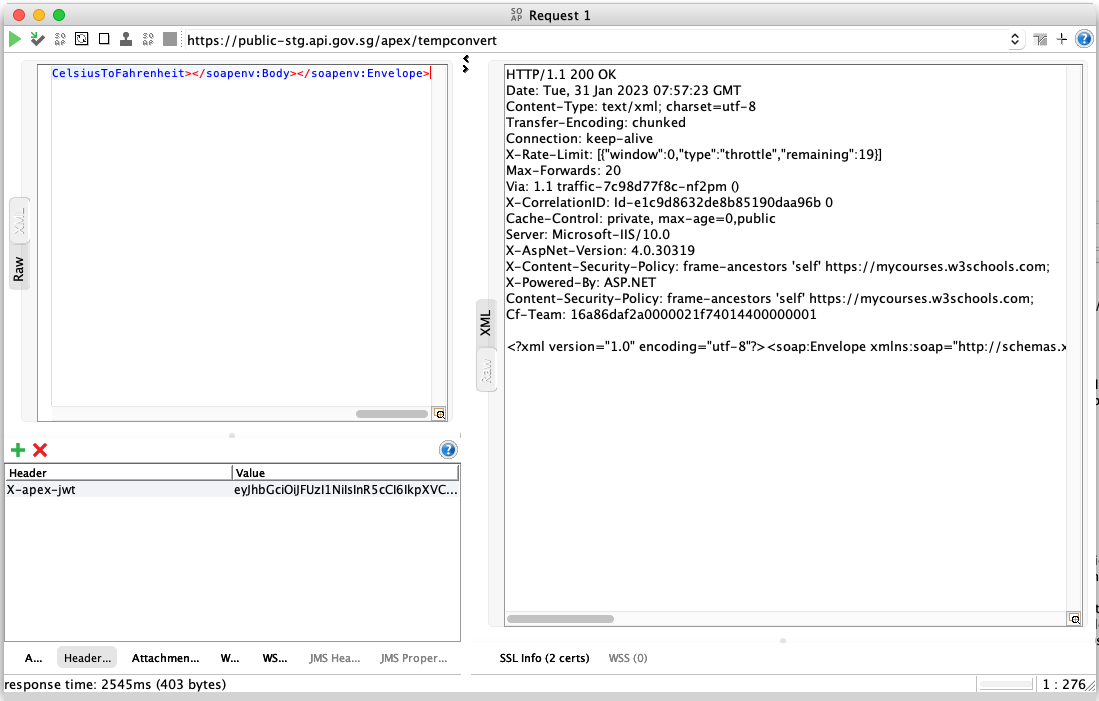 SO AP Request 1
https://public-stg.api.gov.sg/apex/tempconvert
CelsiusToFahrenheit></soapenv:Body></soapenv:Envelope>
XML
Raw
Header Value
X-apex-jwt eyJhbGciOiJFUzI1NiIsInR5cCI6IkpXVC...
A... Header... Attachmen... W... WS... JMS Hea... JMS Proper...
HTTP/1.1 200 OK
Date: Tue, 31 Jan 2023 07:57:23 GMT
Content-Type: text/xml; charset=utf-8
Transfer-Encoding: chunked
Connection: keep-alive
X-Rate-Limit: [{"window":0,"type":"throttle","remaining":19}]
Max-Forwards: 20
Via: 1.1 traffic-7c98d77f8c-nf2pm ()
X-CorrelationID: Id-e1c9d8632de8b85190daa96b 0
Cache-Control: private, max-age=0,public
Server: Microsoft-IIS/10.0
X-AspNet-Version: 4.0.30319
X-Content-Security-Policy: frame-ancestors 'self' https://mycourses.w3schools.com;
X-Powered-By: ASP.NET
Content-Security-Policy: frame-ancestors 'self' https://mycourses.w3schools.com;
Cf-Team: 16a86daf2a0000021f74014400000001
<?xml version="1.0" encoding="utf-8"?><soap:Envelope xmlns:soap="http://schemas.x
XML
Raw
SSL Info (2 certs) WSS (0)
response time: 2545ms (403 bytes)
1 : 276